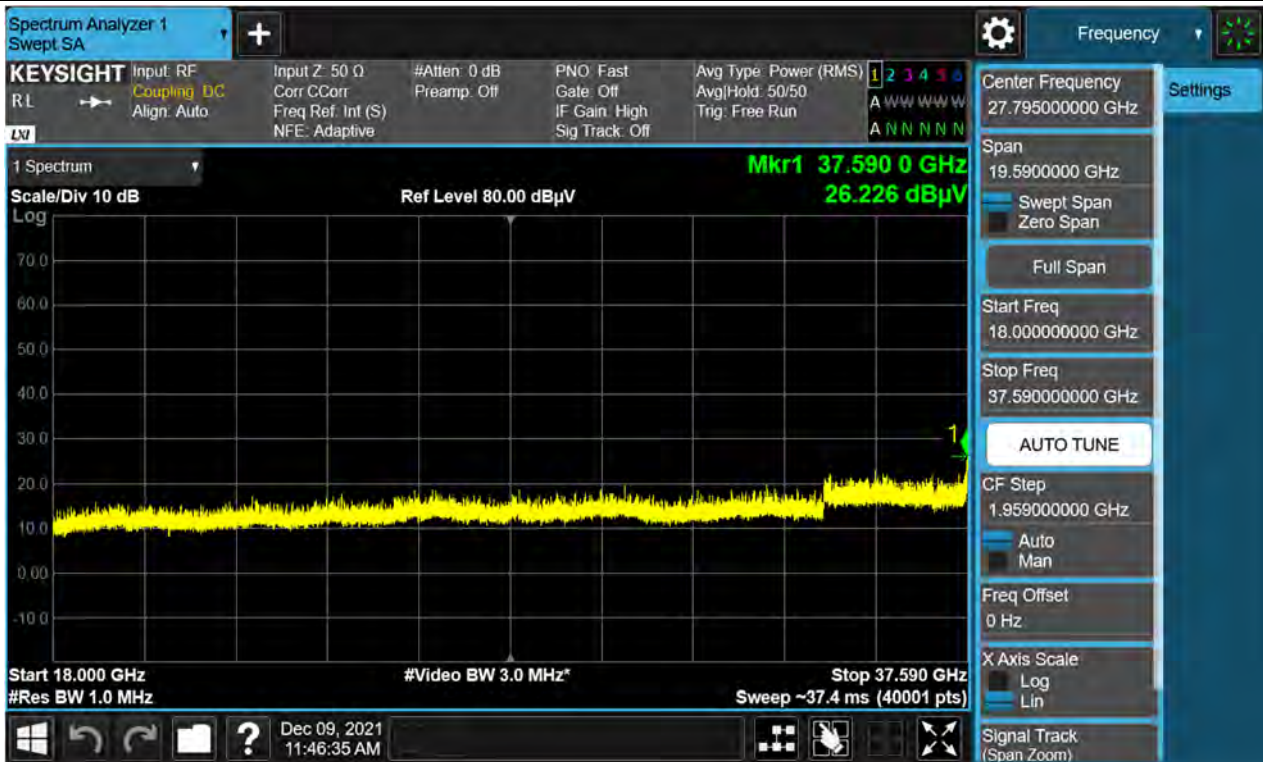 Spectrum Analyzer 1
Swept SA
+
Frequency
KEYSIGHT
RL
LXI
Input: RF
Coupling: DC
Align: Auto
Input Z: 50 Ω
Corr CCorr
Freq Ref: Int (S)
NFE: Adaptive
#Atten: 0 dB
Preamp: Off
PNO: Fast
Gate: Off
IF Gain: High
Sig Track: Off
Avg Type: Power (RMS)
Avg|Hold: 50/50
Trig: Free Run
1 2 3 4 5 6
A W W W W W
A N N N N N
1 Spectrum
Scale/Div 10 dB
Ref Level 80.00 dBµV
Mkr1 37.590 0 GHz
26.226 dBµV
Log
70.0
60.0
50.0
40.0
30.0
20.0
10.0
0.00
-10.0
1
Start 18.000 GHz
#Video BW 3.0 MHz*
Stop 37.590 GHz
#Res BW 1.0 MHz
Sweep ~37.4 ms (40001 pts)
?
Dec 09, 2021
11:46:35 AM
Center Frequency
27.795000000 GHz
Span
19.5900000 GHz
Swept Span
Zero Span
Full Span
Start Freq
18.000000000 GHz
Stop Freq
37.590000000 GHz
AUTO TUNE
CF Step
1.959000000 GHz
Auto
Man
Freq Offset
0 Hz
X Axis Scale
Log
Lin
Signal Track
(Span Zoom)
Settings